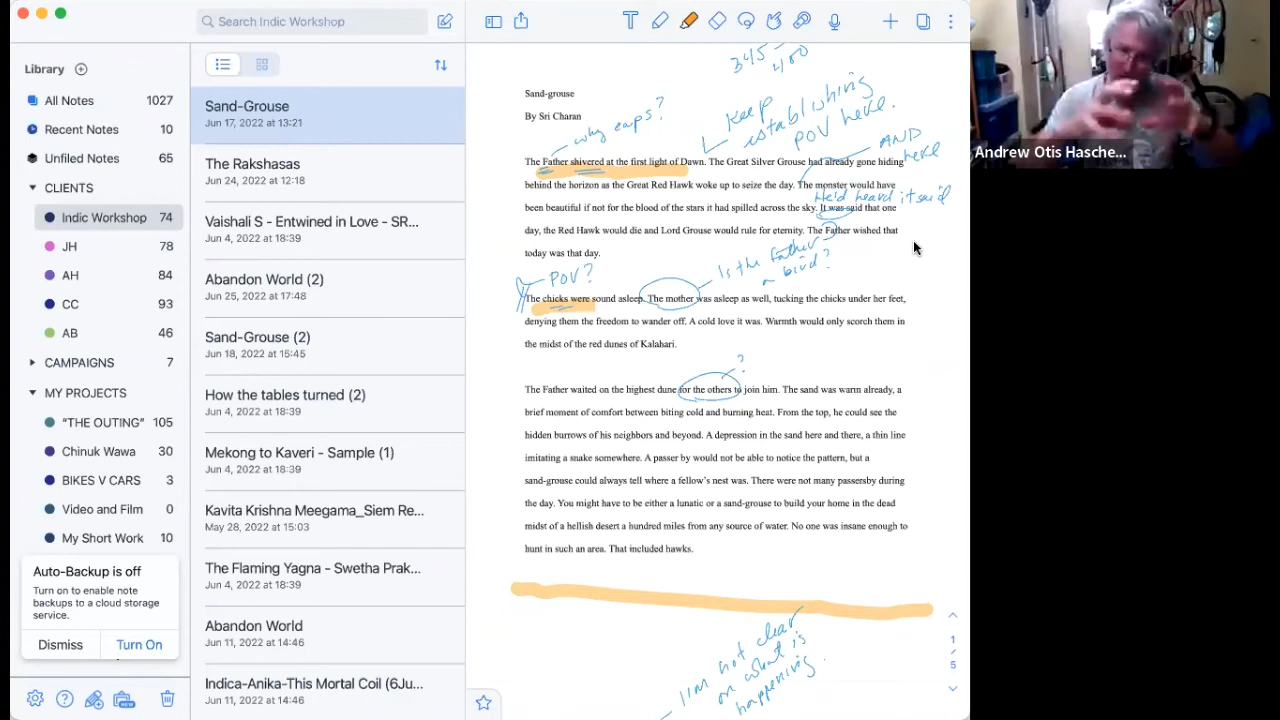 Search Indic Workshop
Library
All Notes 1027
Recent Notes 10
Unfiled Notes 65
CLIENTS
Indic Workshop 74
JH 78
AH 84
CC 93
AB 46
CAMPAIGNS 7
MY PROJECTS
“THE OUTING” 105
Chinuk Wawa 30
BIKES V CARS 3
Video and Film 0
My Short Work 10
Auto-Backup is off
Turn on to enable note
backups to a cloud storage
service.
Dismiss Turn On
Sand-Grouse
Jun 17, 2022 at 13:21
The Rakshasas
Jun 24, 2022 at 12:18
Vaishali S - Entwined in Love - SR...
Jun 4, 2022 at 18:39
Abandon World (2)
Jun 25, 2022 at 17:48
Sand-Grouse (2)
Jun 18, 2022 at 15:45
How the tables turned (2)
Jun 4, 2022 at 18:39
Mekong to Kaveri - Sample (1)
Jun 4, 2022 at 18:39
Kavita Krishna Meegama_Siem Re...
May 28, 2022 at 15:03
The Flaming Yagna - Swetha Prak...
Jun 4, 2022 at 18:39
Abandon World
Jun 11, 2022 at 14:46
Indica-Anika-This Mortal Coil (6Ju...
Jun 4, 2022 at 18:39
345-
400
Sand-grouse
By Sri Charan
why caps?
Keep
establishing
POV here.
AND
here
The Father shivered at the first light of Dawn. The Great Silver Grouse had already gone hiding
behind the horizon as the Great Red Hawk woke up to seize the day. The monster would have
He'd heard it said
been beautiful if not for the blood of the stars it had spilled across the sky. It was said that one
day, the Red Hawk would die and Lord Grouse would rule for eternity. The Father wished that
today was that day.
Is the father
a bird?
POV?
The chicks were sound asleep. The mother was asleep as well, tucking the chicks under her feet,
denying them the freedom to wander off. A cold love it was. Warmth would only scorch them in
the midst of the red dunes of Kalahari.
?
The Father waited on the highest dune for the others to join him. The sand was warm already, a
brief moment of comfort between biting cold and burning heat. From the top, he could see the
hidden burrows of his neighbors and beyond. A depression in the sand here and there, a thin line
imitating a snake somewhere. A passer by would not be able to notice the pattern, but a
sand-grouse could always tell where a fellow’s nest was. There were not many passersby during
the day. You might have to be either a lunatic or a sand-grouse to build your home in the dead
midst of a hellish desert a hundred miles from any source of water. No one was insane enough to
hunt in such an area. That included hawks.
I'm not clear
on what is
happening.
1
/
5
Andrew Otis Hasche...